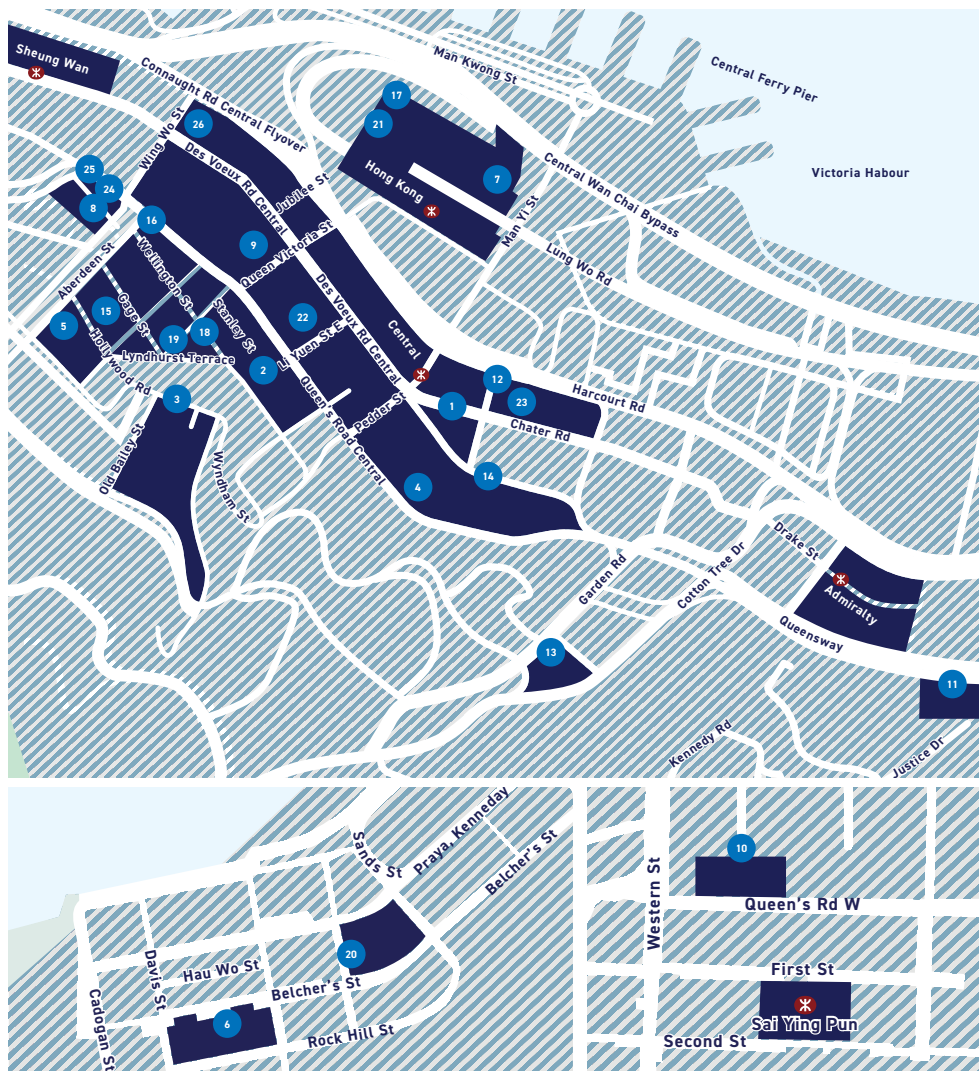 Sheung Wan
Man Kwong St
Central Ferry Pier
Connaught Rd Central Flyover
17
26
21
Wing Wo St
Des Voeux Rd Central
Central Wan Chai Bypass
Victoria Habour
25
24
8
Hong Kong
7
Jubilee St
16
Man Yi St
Aberdeen St
Wellington St
9
Queen Victoria St
Lung Wo Rd
15
Gage St
5
Stanley St
22
Des Voeux Rd Central
Central
19
18
Li Yuen St E
Hollywood Rd
Lyndhurst Terrace
2
12
23
Harcourt Rd
3
Queen's Road Central
Pedder St
1
Chater Rd
Old Bailey St
Wyndham St
4
14
Drake St
Garden Rd
Cotton Tree Dr
Admiralty
Queensway
13
11
Kennedy Rd
Justice Dr
Sands St
Praya, Kenneday
Belcher's St
20
Davis St
Hau Wo St
Belcher's St
Cadogan St
6
Rock Hill St
10
Western St
Queen's Rd W
First St
Sai Ying Pun
Second St